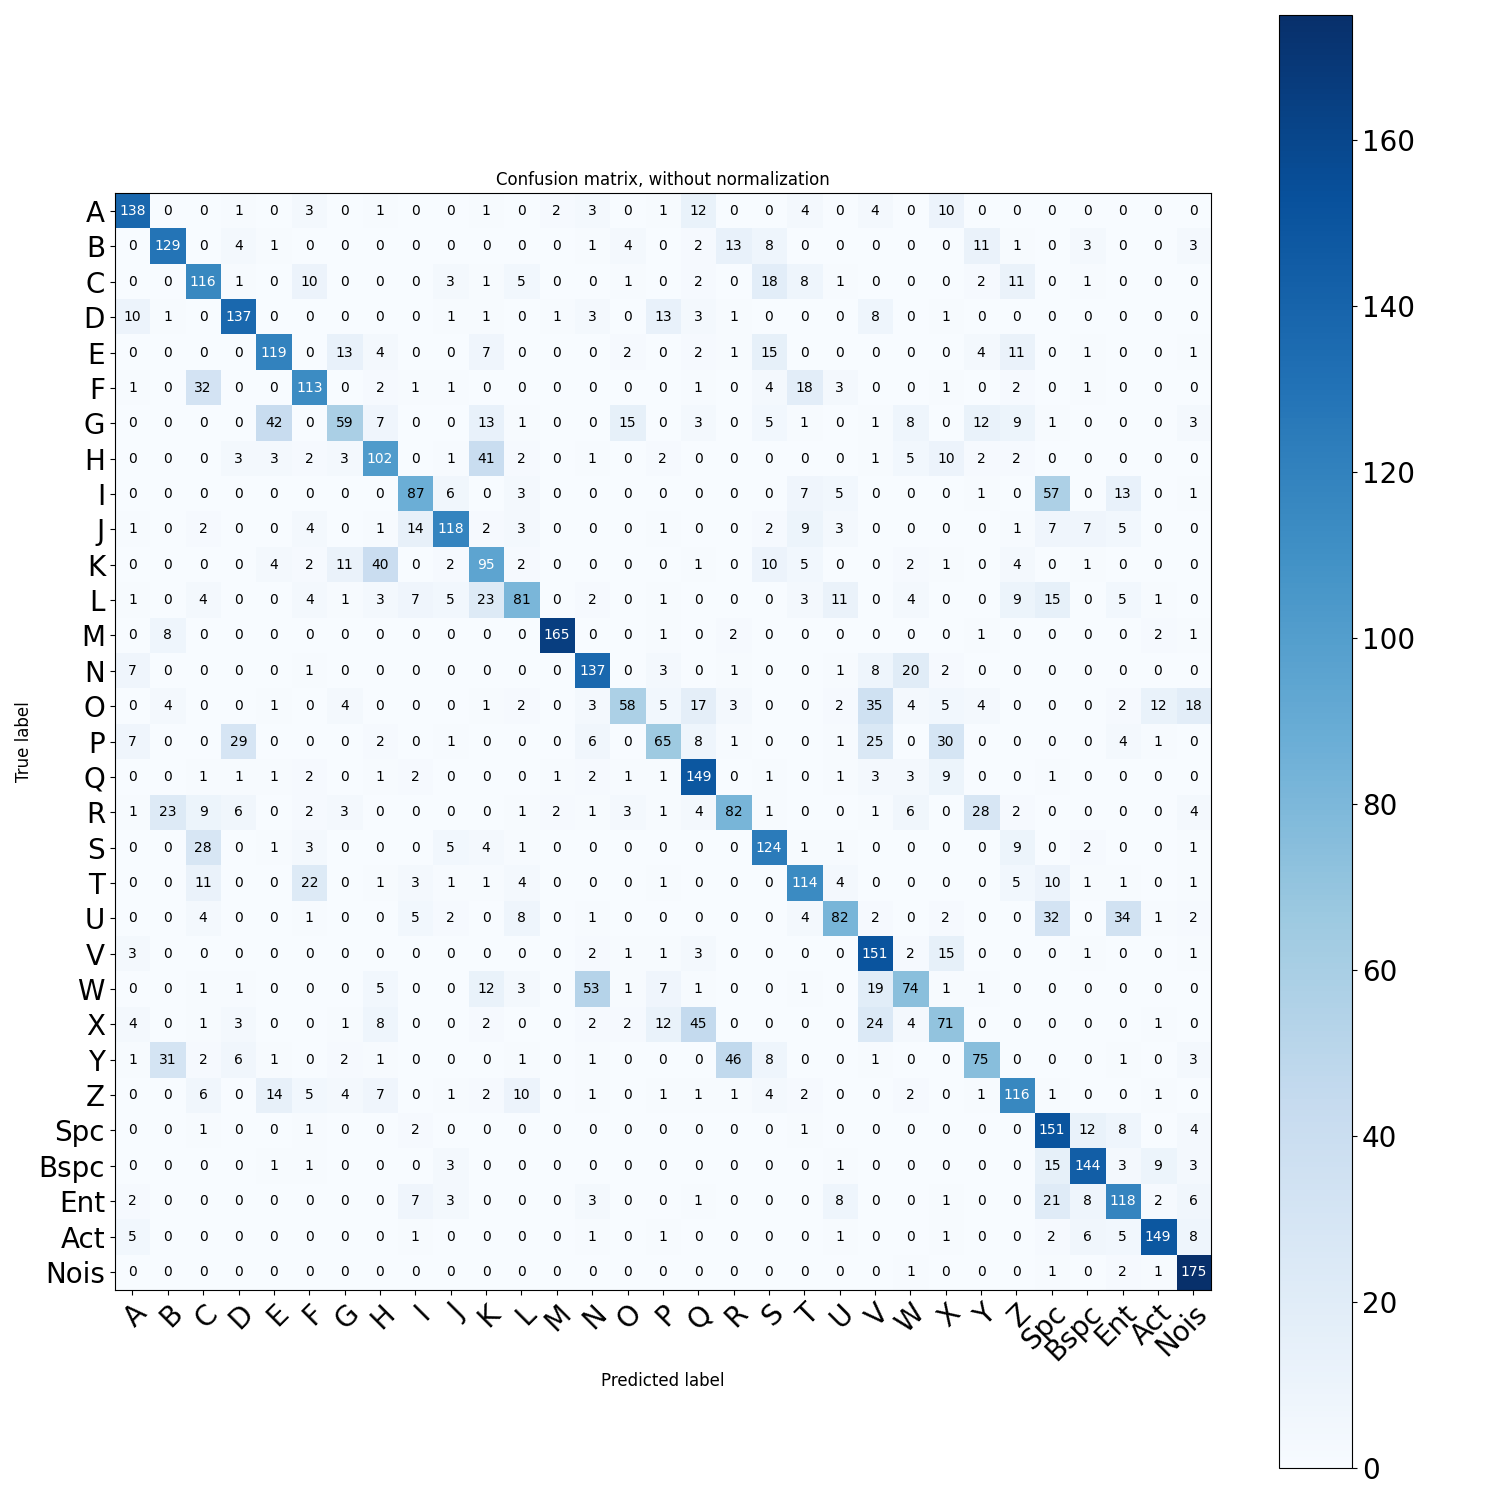 Confusion matrix, without normalization
A 138 0 0 1 0 3 0 1 0 0 1 0 2 3 0 1 12 0 0 4 0 4 0 10 0 0 0 0 0 0 0
B 0 129 0 4 1 0 0 0 0 0 0 0 0 1 4 0 2 13 8 0 0 0 0 0 11 1 0 3 0 0 3
C 0 0 116 1 0 10 0 0 0 3 1 5 0 0 1 0 2 0 18 8 1 0 0 0 2 11 0 1 0 0 0
D 10 1 0 137 0 0 0 0 0 1 1 0 1 3 0 13 3 1 0 0 0 8 0 1 0 0 0 0 0 0 0
E 0 0 0 0 119 0 13 4 0 0 7 0 0 0 2 0 2 1 15 0 0 0 0 0 4 11 0 1 0 0 1
F 1 0 32 0 0 113 0 2 1 1 0 0 0 0 0 0 1 0 4 18 3 0 0 1 0 2 0 1 0 0 0
G 0 0 0 0 42 0 59 7 0 0 13 1 0 0 15 0 3 0 5 1 0 1 8 0 12 9 1 0 0 0 3
H 0 0 0 3 3 2 3 102 0 1 41 2 0 1 0 2 0 0 0 0 0 1 5 10 2 2 0 0 0 0 0
I 0 0 0 0 0 0 0 0 87 6 0 3 0 0 0 0 0 0 0 7 5 0 0 0 1 0 57 0 13 0 1
J 1 0 2 0 0 4 0 1 14 118 2 3 0 0 0 1 0 0 2 9 3 0 0 0 0 1 7 7 5 0 0
K 0 0 0 0 4 2 11 40 0 2 95 2 0 0 0 0 1 0 10 5 0 0 2 1 0 4 0 1 0 0 0
L 1 0 4 0 0 4 1 3 7 5 23 81 0 2 0 1 0 0 0 3 11 0 4 0 0 9 15 0 5 1 0
M 0 8 0 0 0 0 0 0 0 0 0 0 165 0 0 1 0 2 0 0 0 0 0 0 1 0 0 0 0 2 1
N 7 0 0 0 0 1 0 0 0 0 0 0 0 137 0 3 0 1 0 0 1 8 20 2 0 0 0 0 0 0 0
O 0 4 0 0 1 0 4 0 0 0 1 2 0 3 58 5 17 3 0 0 2 35 4 5 4 0 0 0 2 12 18
P 7 0 0 29 0 0 0 2 0 1 0 0 0 6 0 65 8 1 0 0 1 25 0 30 0 0 0 0 4 1 0
Q 0 0 1 1 1 2 0 1 2 0 0 0 1 2 1 1 149 0 1 0 1 3 3 9 0 0 1 0 0 0 0
R 1 23 9 6 0 2 3 0 0 0 0 1 2 1 3 1 4 82 1 0 0 1 6 0 28 2 0 0 0 0 4
S 0 0 28 0 1 3 0 0 0 5 4 1 0 0 0 0 0 0 124 1 1 0 0 0 0 9 0 2 0 0 1
T 0 0 11 0 0 22 0 1 3 1 1 4 0 0 0 1 0 0 0 114 4 0 0 0 0 5 10 1 1 0 1
U 0 0 4 0 0 1 0 0 5 2 0 8 0 1 0 0 0 0 0 4 82 2 0 2 0 0 32 0 34 1 2
V 3 0 0 0 0 0 0 0 0 0 0 0 0 2 1 1 3 0 0 0 0 151 2 15 0 0 0 1 0 0 1
W 0 0 1 1 0 0 0 5 0 0 12 3 0 53 1 7 1 0 0 1 0 19 74 1 1 0 0 0 0 0 0
X 4 0 1 3 0 0 1 8 0 0 2 0 0 2 2 12 45 0 0 0 0 24 4 71 0 0 0 0 0 1 0
Y 1 31 2 6 1 0 2 1 0 0 0 1 0 1 0 0 0 46 8 0 0 1 0 0 75 0 0 0 1 0 3
Z 0 0 6 0 14 5 4 7 0 1 2 10 0 1 0 1 1 1 4 2 0 0 2 0 1 116 1 0 0 1 0
Spc 0 0 1 0 0 1 0 0 2 0 0 0 0 0 0 0 0 0 0 1 0 0 0 0 0 0 151 12 8 0 4
Bspc 0 0 0 0 1 1 0 0 0 3 0 0 0 0 0 0 0 0 0 0 1 0 0 0 0 0 15 144 3 9 3
Ent 2 0 0 0 0 0 0 0 7 3 0 0 0 3 0 0 1 0 0 0 8 0 0 1 0 0 21 8 118 2 6
Act 5 0 0 0 0 0 0 0 1 0 0 0 0 1 0 1 0 0 0 0 1 0 0 1 0 0 2 6 5 149 8
Nois 0 0 0 0 0 0 0 0 0 0 0 0 0 0 0 0 0 0 0 0 0 0 1 0 0 0 1 0 2 1 175
A B C D E F G H I J K L M N O P Q R S T U V W X Y Z Spc Bspc Ent Act Nois
True label
Predicted label
160
140
120
100
80
60
40
20
0